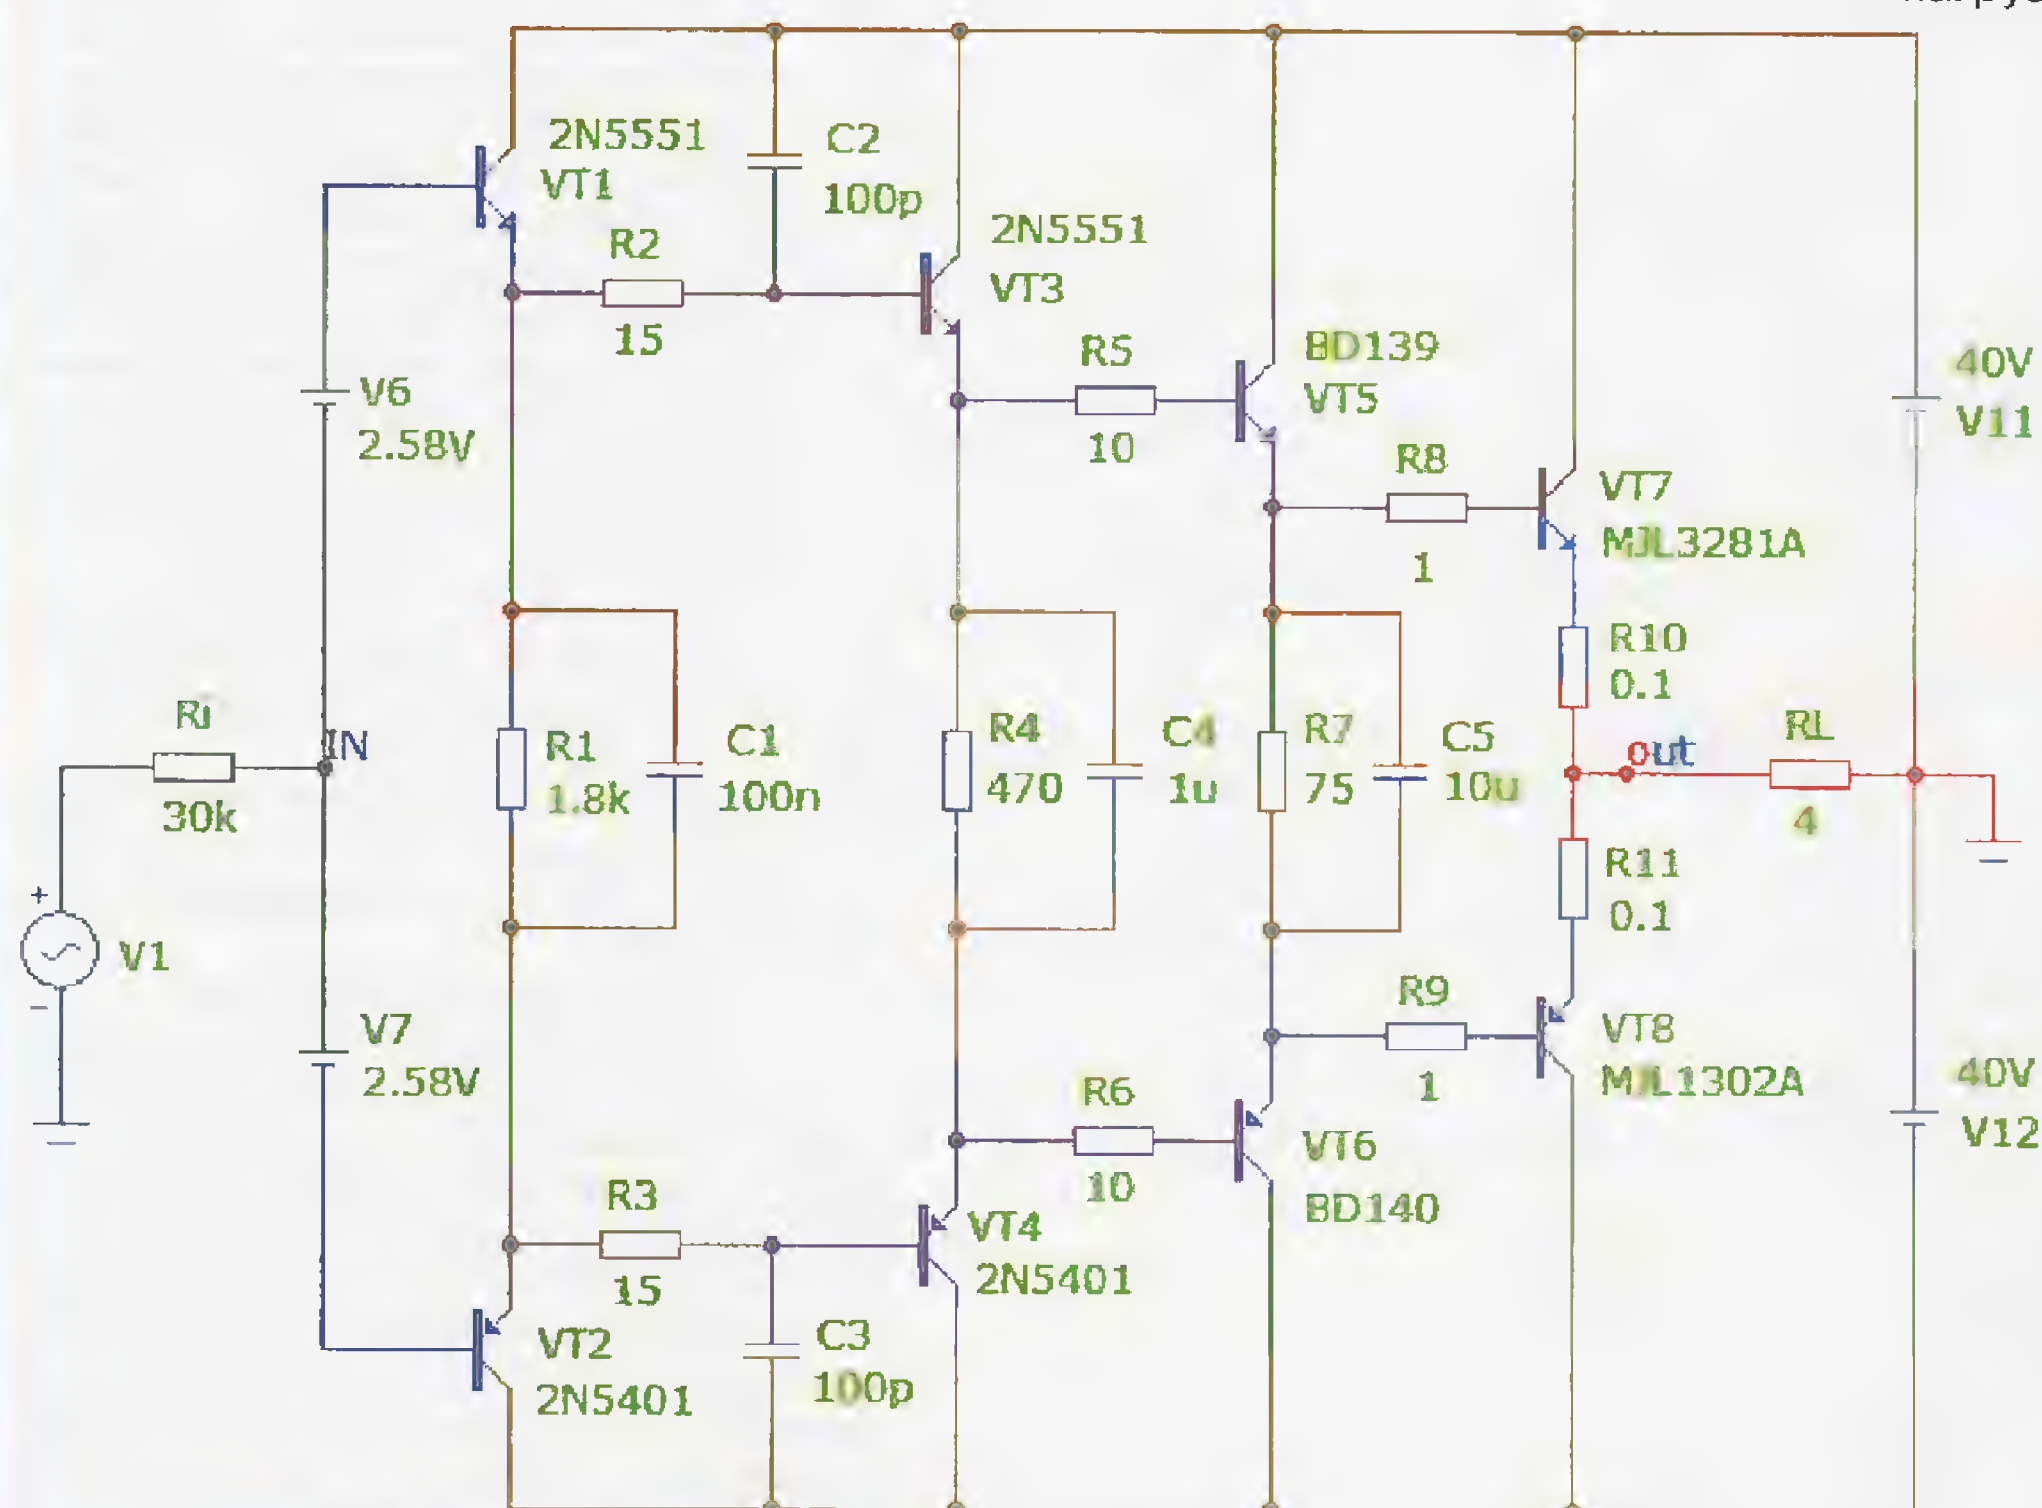 2N5551
VT1
C2
100p
R2
15
2N5551
VT3
R5
10
BD139
VT5
R8
1
VT7
MJL3281A
40V
V11
V6
2.58V
R10
0.1
Ri
30k
IN
R1
1.8k
C1
100n
R4
470
C4
1u
R7
75
C5
10u
out
RL
4
R11
0.1
+
V1
−
V7
2.58V
R9
1
VT8
MJL1302A
40V
V12
R6
10
VT6
BD140
R3
15
VT4
2N5401
VT2
2N5401
C3
100p